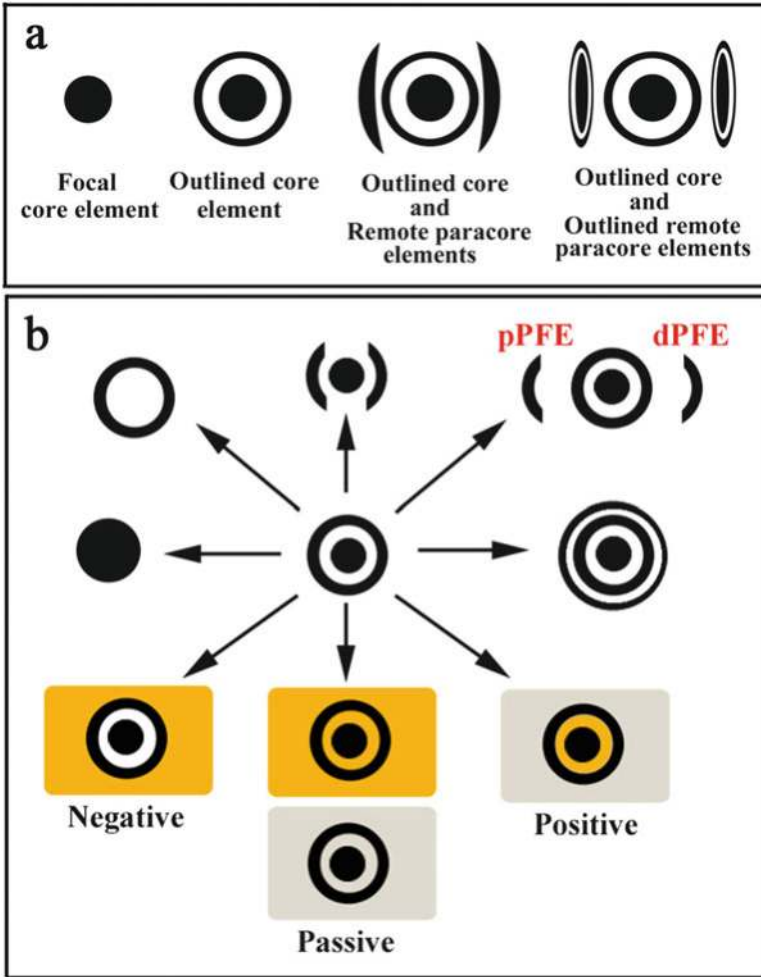 a
Focal
core element
Outlined core
element
Outlined core
and
Remote paracore
elements
Outlined core
and
Outlined remote
paracore elements
b
pPFE
dPFE
Negative
Passive
Positive